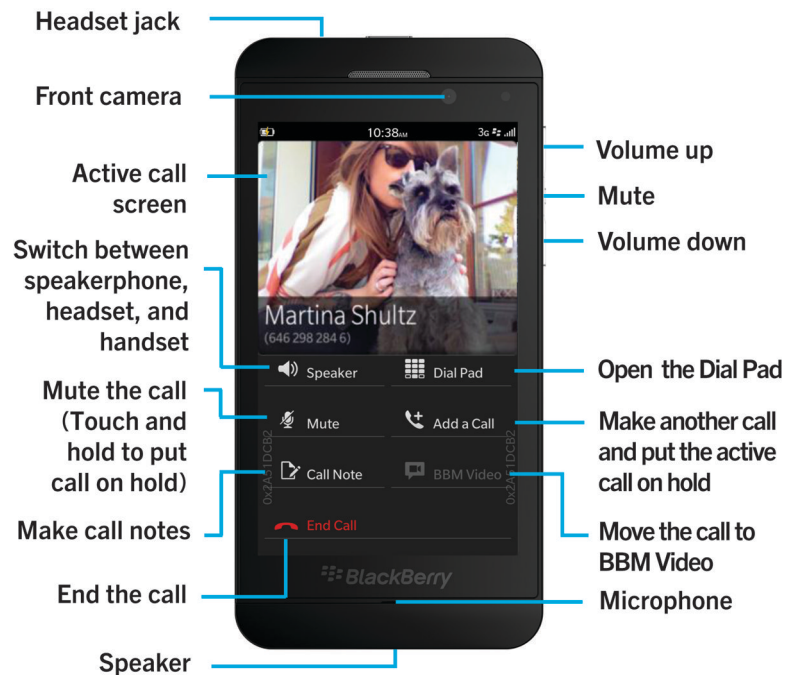 Headset jack
Front camera
Active call
screen
Switch between
speakerphone,
headset, and
handset
Mute the call
(Touch and
hold to put
call on hold)
Make call notes
End the call
Speaker
10:38AM
3G
Martina Shultz
(646 298 284 6)
Speaker
Dial Pad
Mute
Add a Call
Call Note
BBM Video
End Call
0x2A51DCB2
0x2A51DCB2
BlackBerry
Volume up
Mute
Volume down
Open the Dial Pad
Make another call
and put the active
call on hold
Move the call to
BBM Video
Microphone